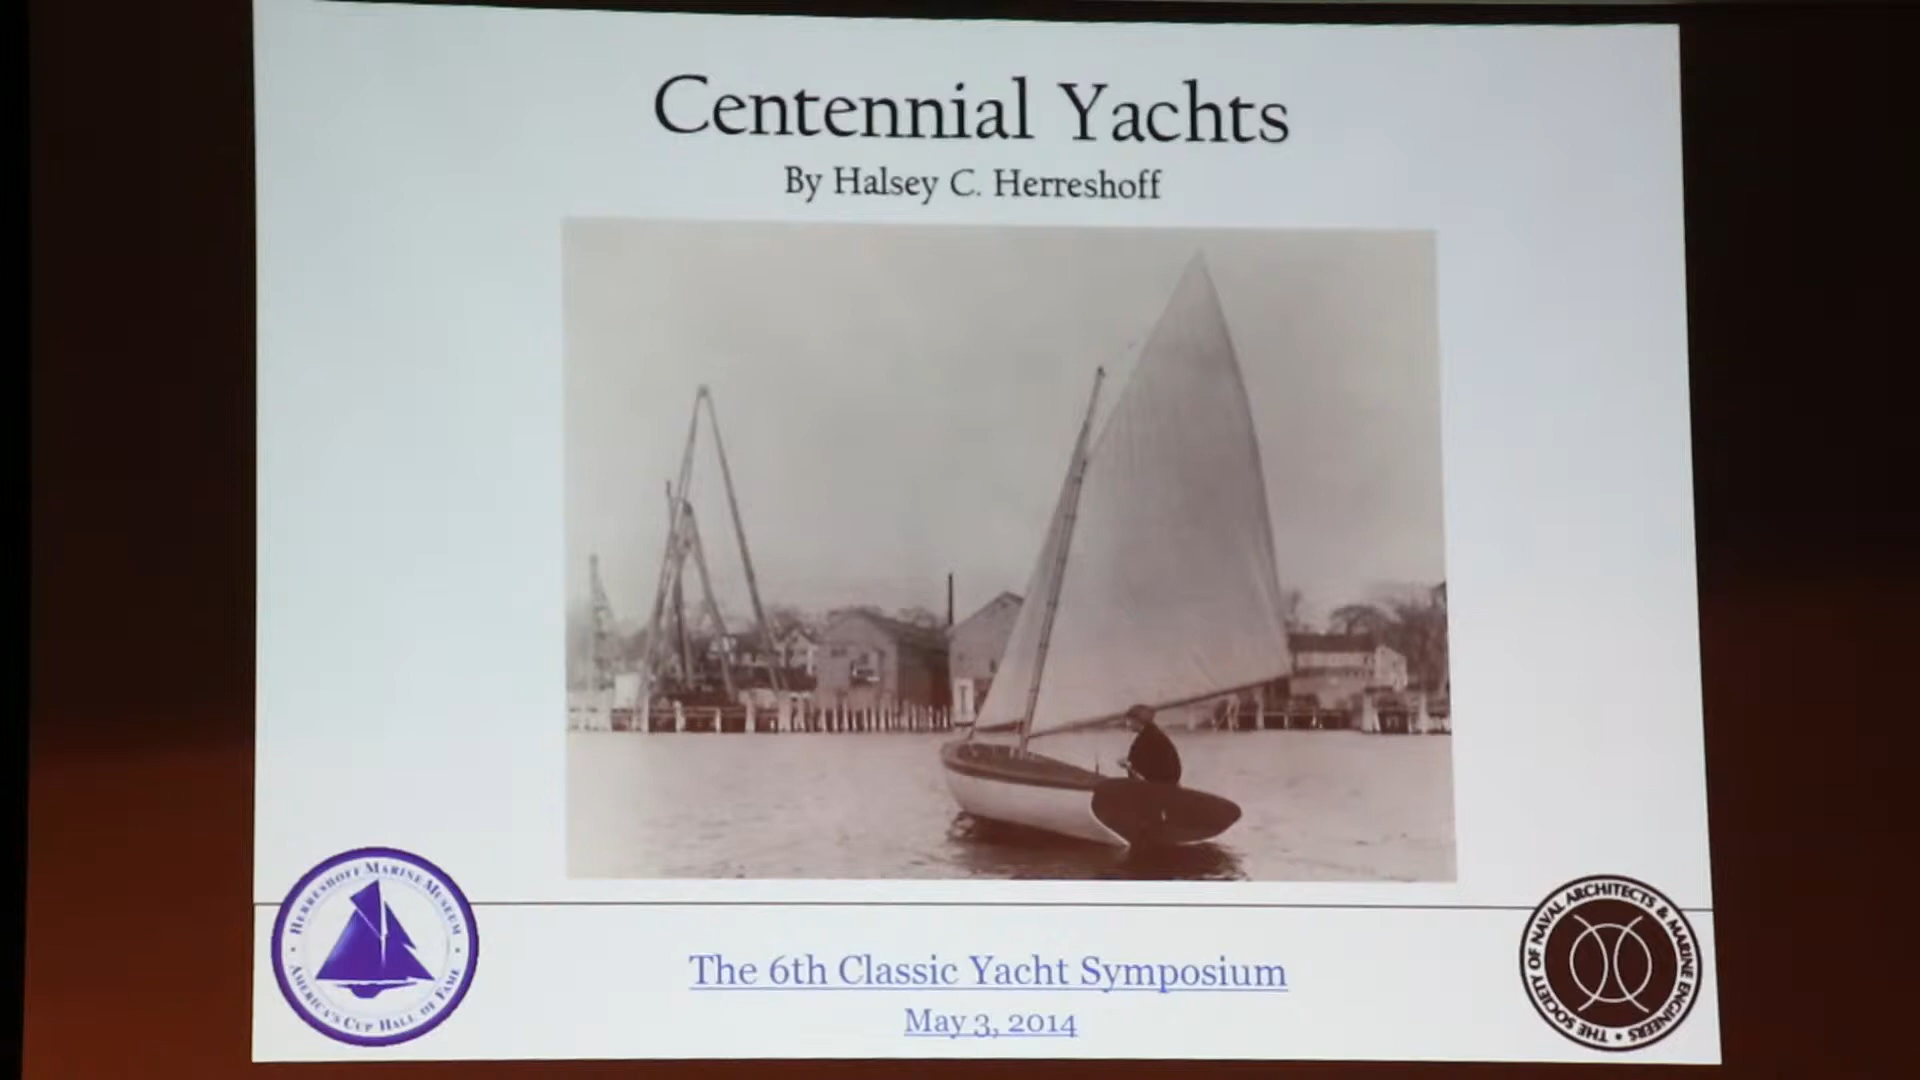 Centennial Yachts
By Halsey C. Herreshoff
HERRESHOFF MARINE MUSEUM
AMERICA'S CUP HALL OF FAME
The 6th Classic Yacht Symposium
May 3, 2014
THE SOCIETY OF NAVAL ARCHITECTS & MARINE ENGINEERS